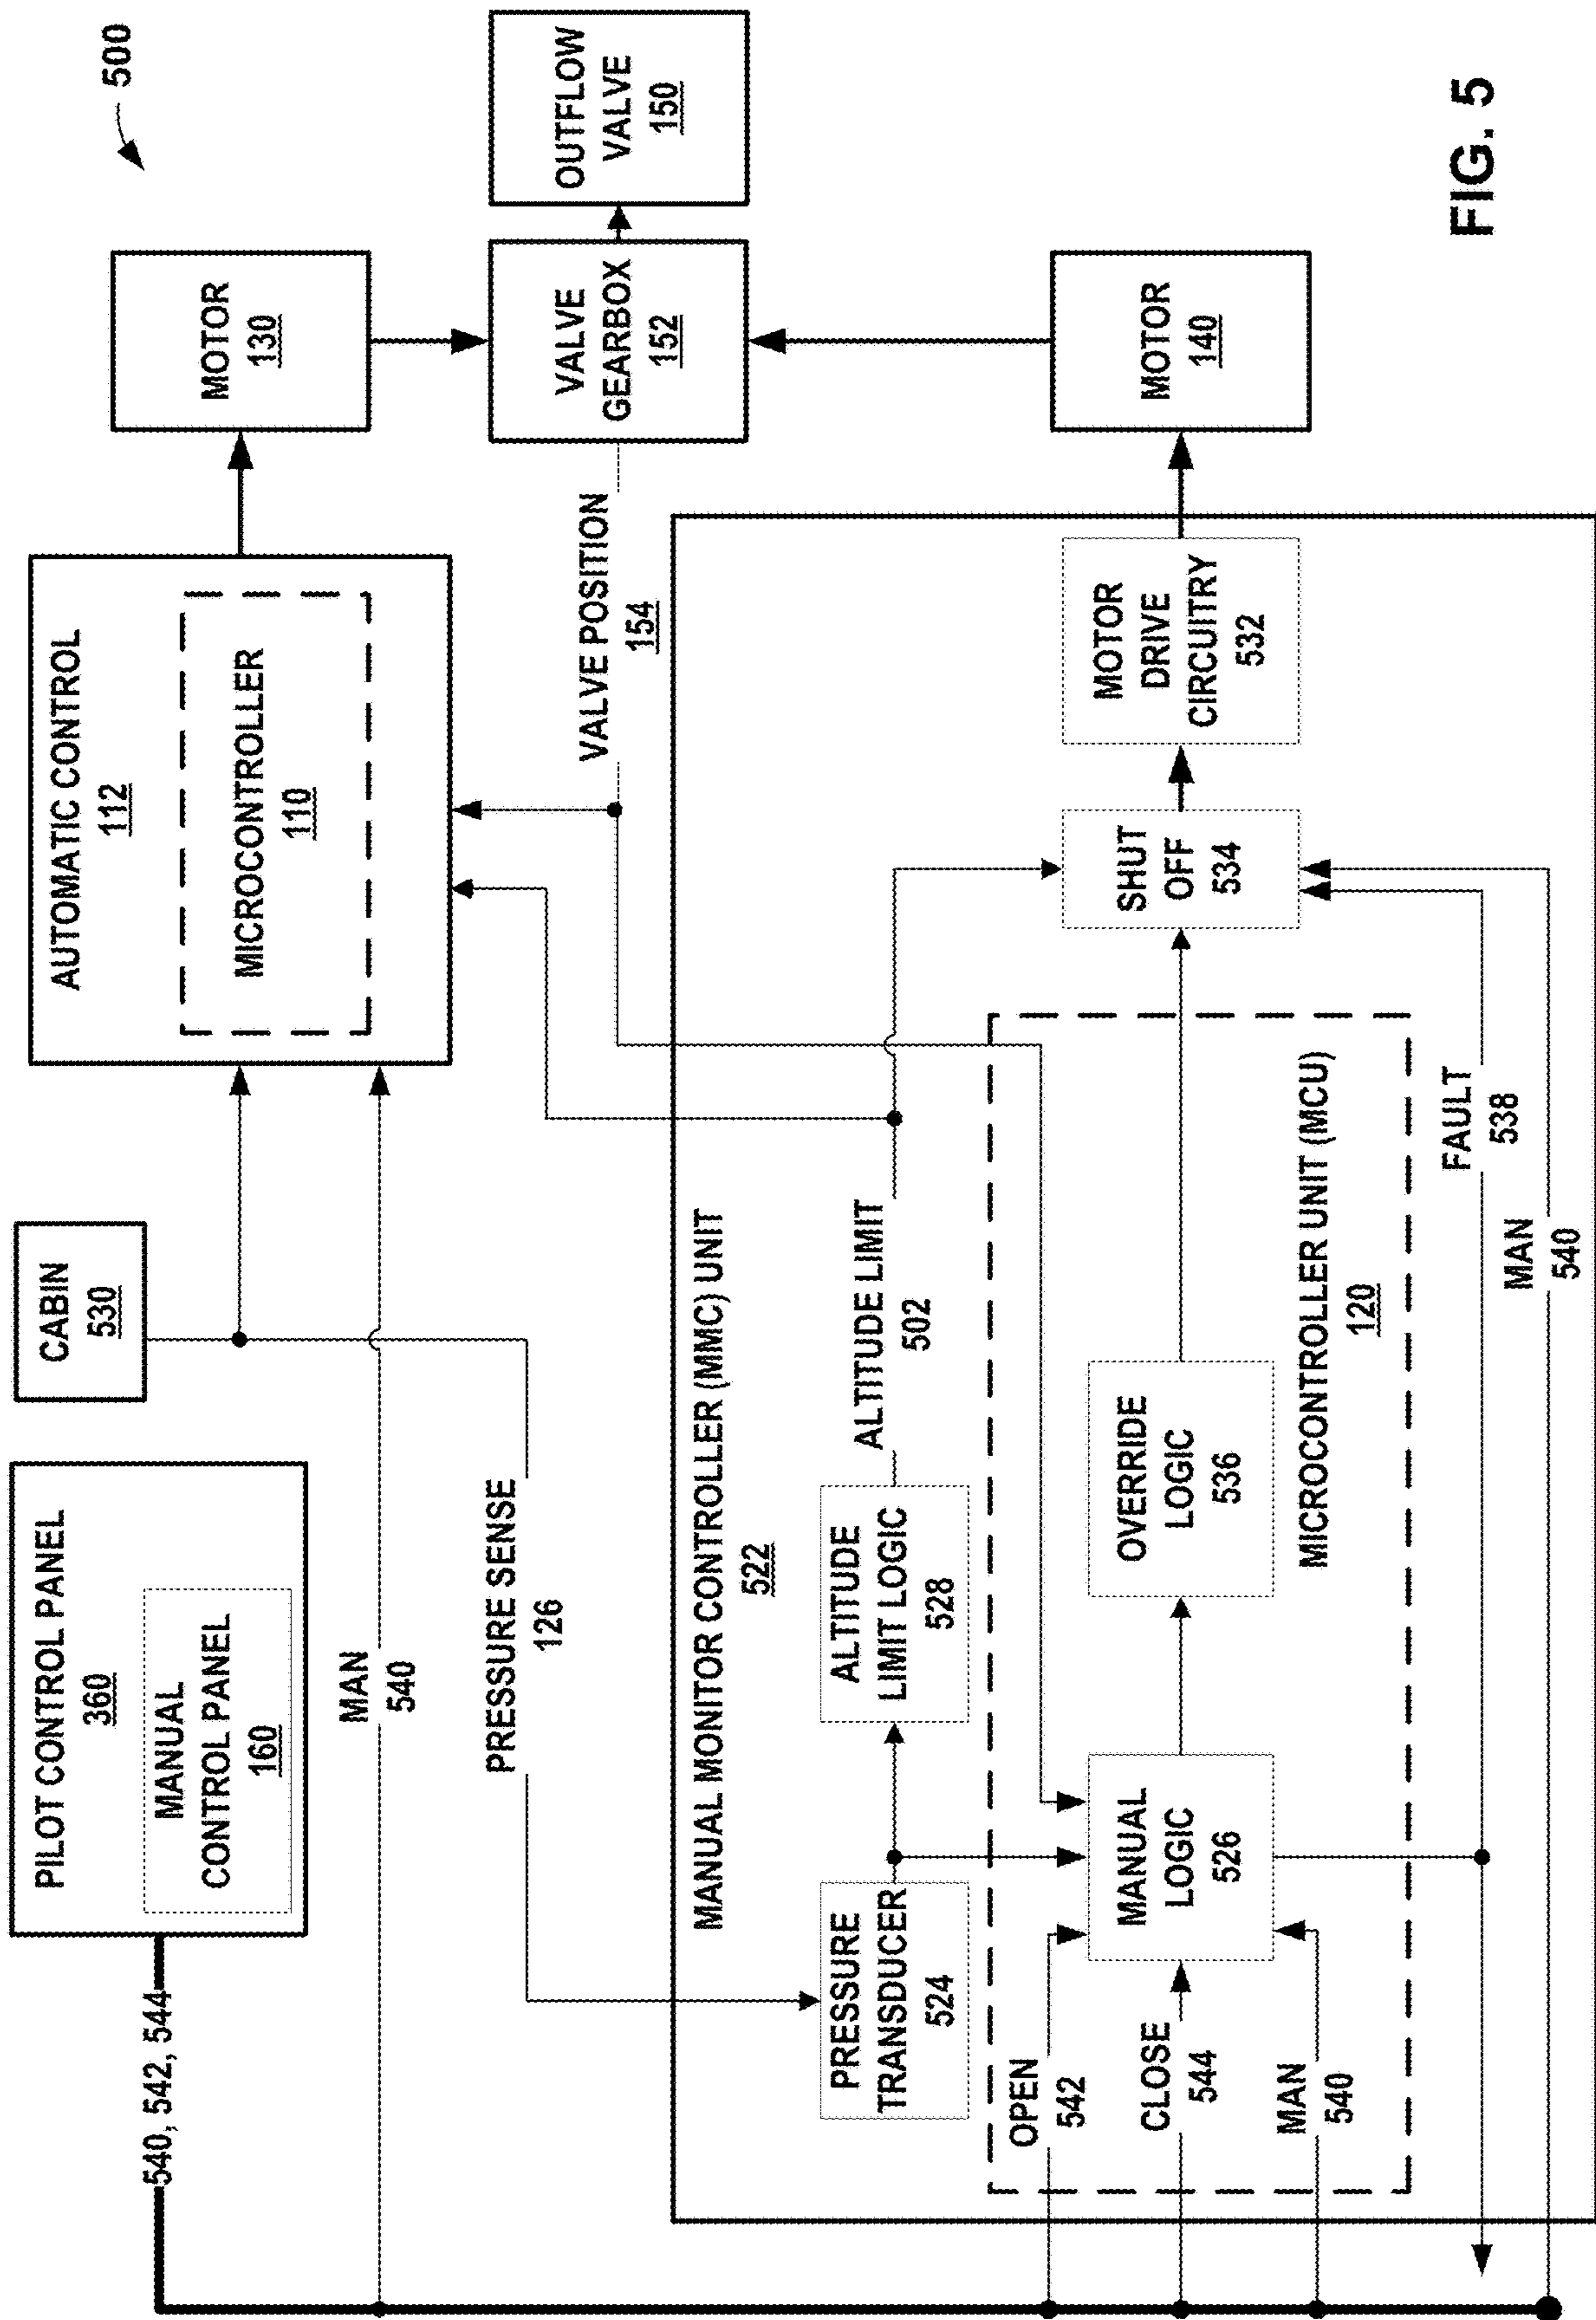 500
PILOT CONTROL PANEL
360
MANUAL
CONTROL PANEL
160
CABIN
530
AUTOMATIC CONTROL
112
MICROCONTROLLER
110
MOTOR
130
540, 542, 544
MAN
540
PRESSURE SENSE
126
VALVE POSITION
154
VALVE
GEARBOX
152
OUTFLOW
VALVE
150
MANUAL MONITOR CONTROLLER (MMC) UNIT
522
PRESSURE
TRANSDUCER
524
ALTITUDE
LIMIT LOGIC
528
ALTITUDE LIMIT
502
OPEN
542
CLOSE
544
MAN
540
MANUAL
LOGIC
526
OVERRIDE
LOGIC
536
SHUT
OFF
534
MOTOR
DRIVE
CIRCUITRY
532
MOTOR
140
MICROCONTROLLER UNIT (MCU)
120
FAULT
538
MAN
540
FIG. 5